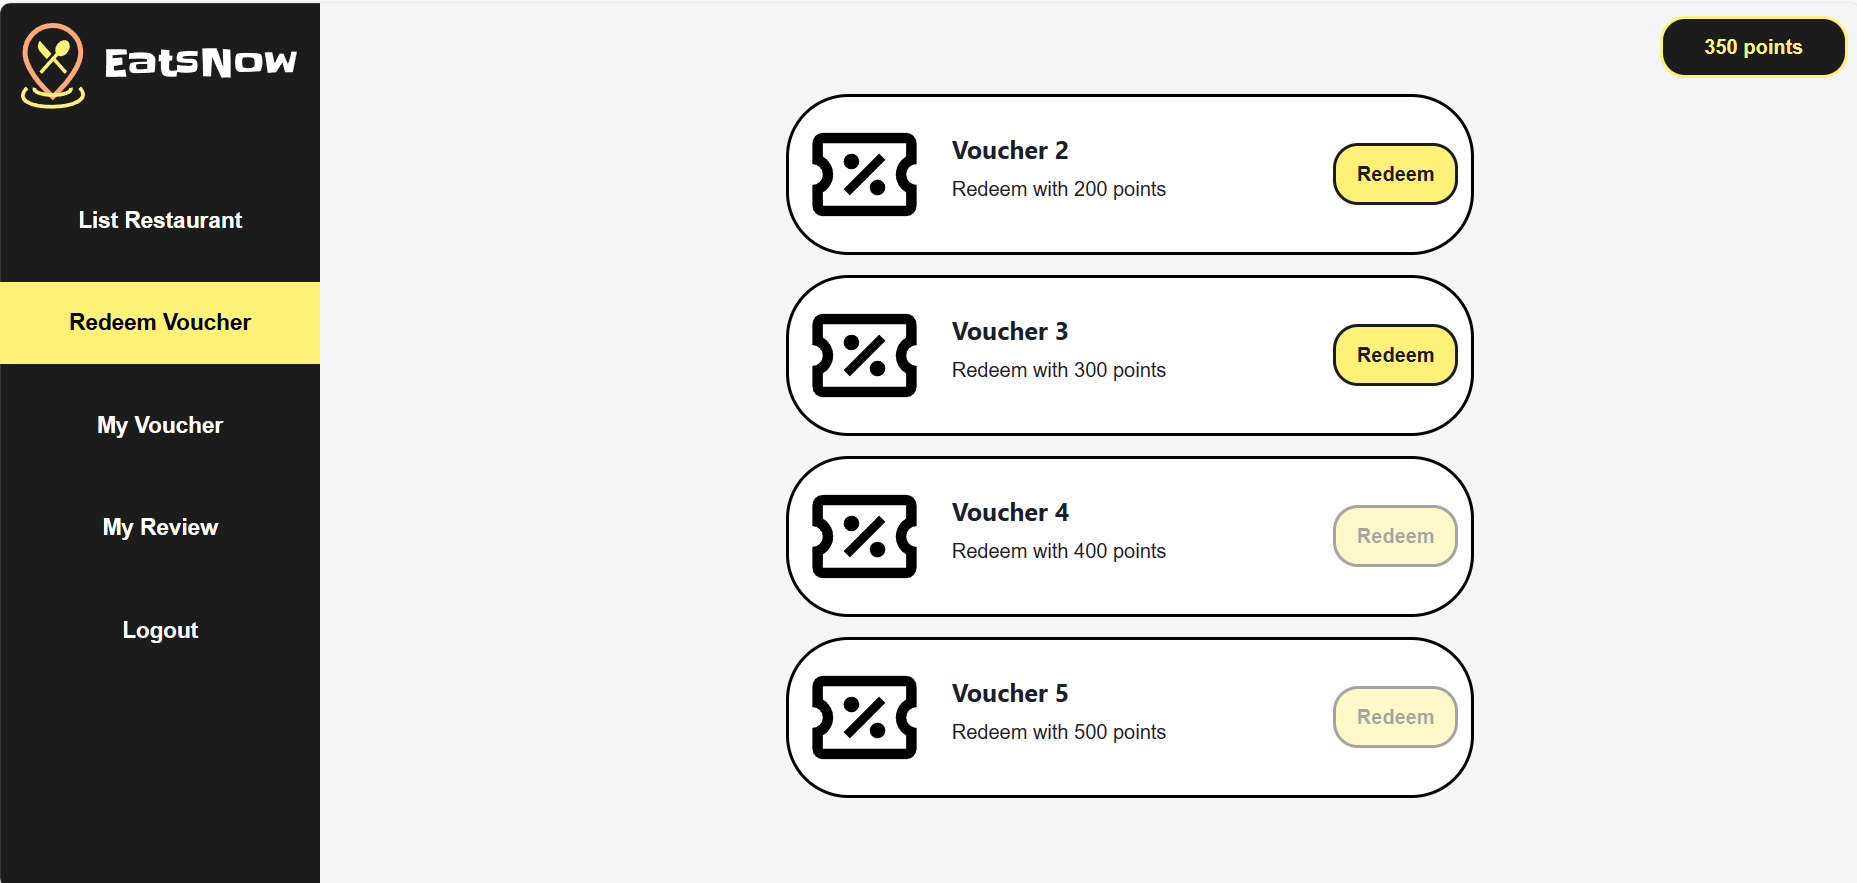 EatsNow
350 points
List Restaurant
Redeem Voucher
My Voucher
My Review
Logout
Voucher 2
Redeem with 200 points
Redeem
Voucher 3
Redeem with 300 points
Redeem
Voucher 4
Redeem with 400 points
Redeem
Voucher 5
Redeem with 500 points
Redeem